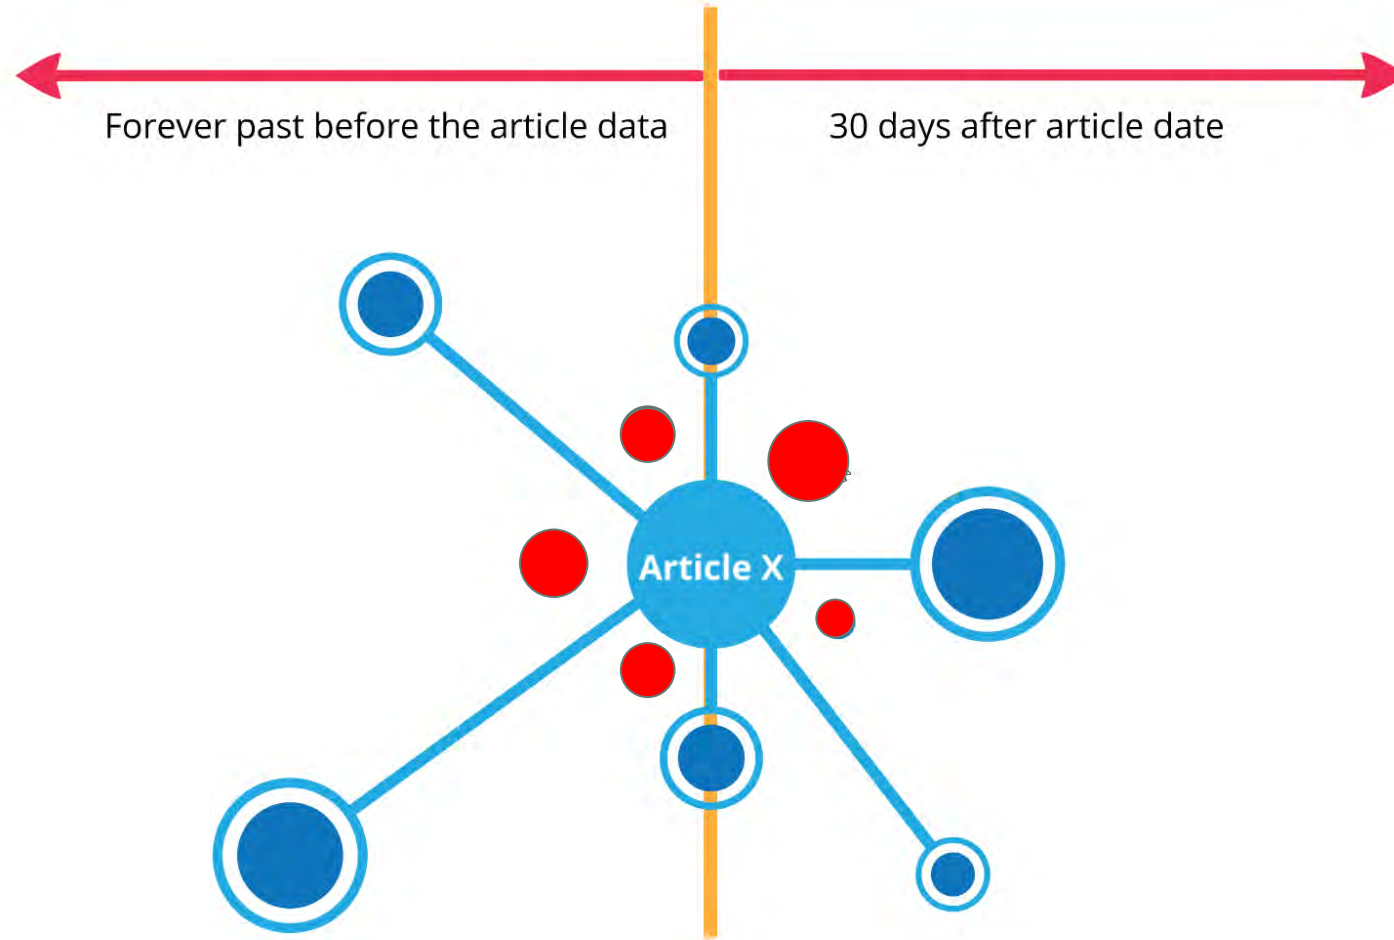 Forever past before the article data
30 days after article date
Article X